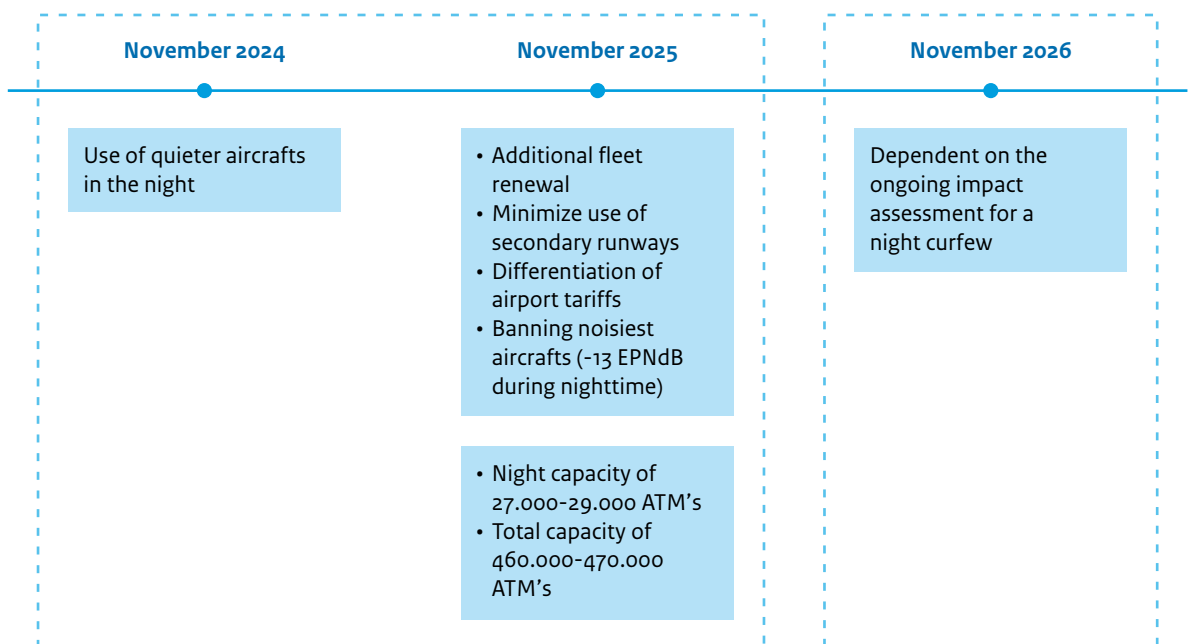 November 2024
November 2025
November 2026
Use of quieter aircrafts
in the night
• Additional fleet
renewal
• Minimize use of
secondary runways
• Differentiation of
airport tariffs
• Banning noisiest
aircrafts (-13 EPNdB
during nighttime)
• Night capacity of
27.000-29.000 ATM’s
• Total capacity of
460.000-470.000
ATM’s
Dependent on the
ongoing impact
assessment for a
night curfew